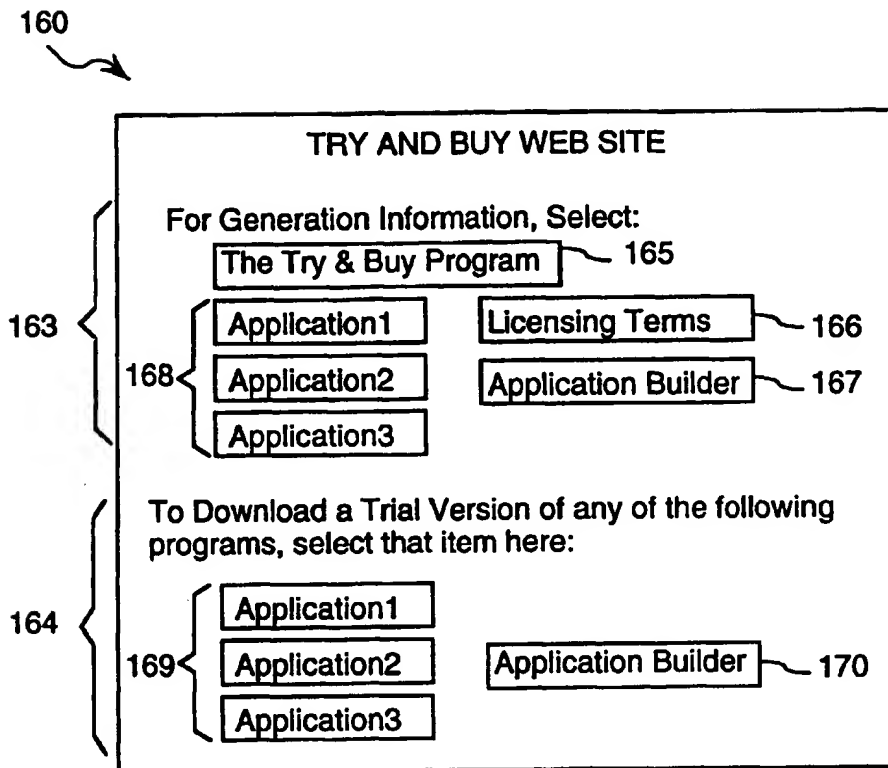 160
TRY AND BUY WEB SITE
For Generation Information, Select:
The Try & Buy Program 165
163
168
Application1 Licensing Terms 166
Application2 Application Builder 167
Application3
To Download a Trial Version of any of the following
programs, select that item here:
164
169
Application1
Application2 Application Builder 170
Application3